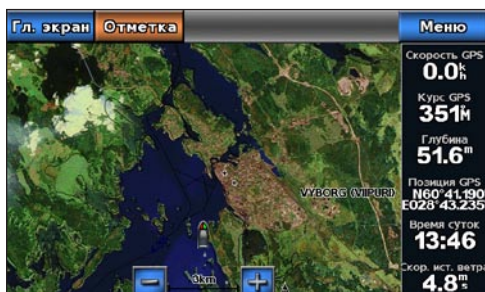 Гл. экран Отметка Меню
Скорость GPS
0.0 k h
Курс GPS
351° M
Глубина
51.6 m
VYBORG (VIIPURI)
Позиция GPS
N60°41.190
E028°43.235
Время суток
13:46
3km
Скор. ист. ветра
4.8 m s